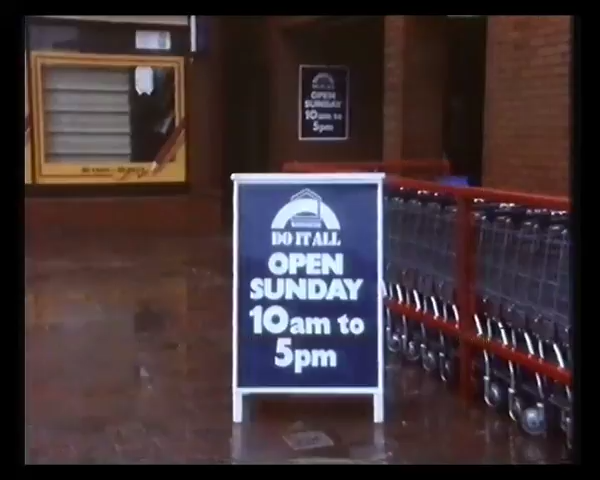 OPEN
SUNDAY
10am to
5pm
DO IT ALL
OPEN
SUNDAY
10am to
5pm